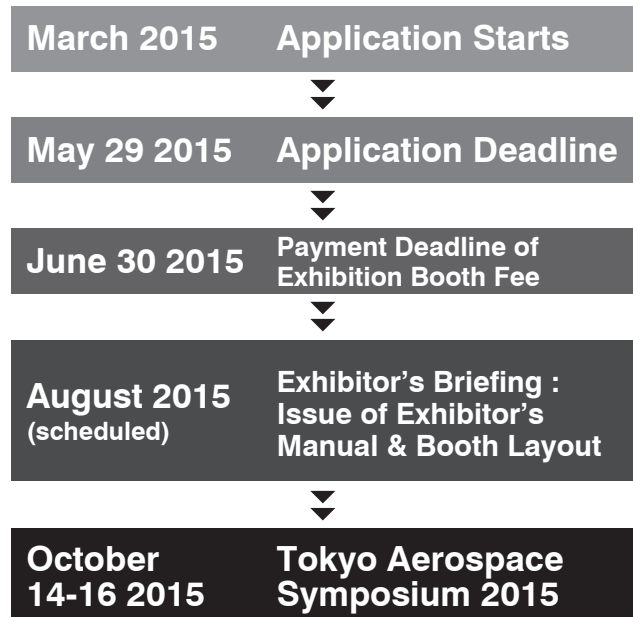 March 2015 Application Starts
May 29 2015 Application Deadline
June 30 2015 Payment Deadline of
Exhibition Booth Fee
August 2015
(scheduled)
Exhibitor’s Briefing :
Issue of Exhibitor’s
Manual & Booth Layout
October
14-16 2015
Tokyo Aerospace
Symposium 2015